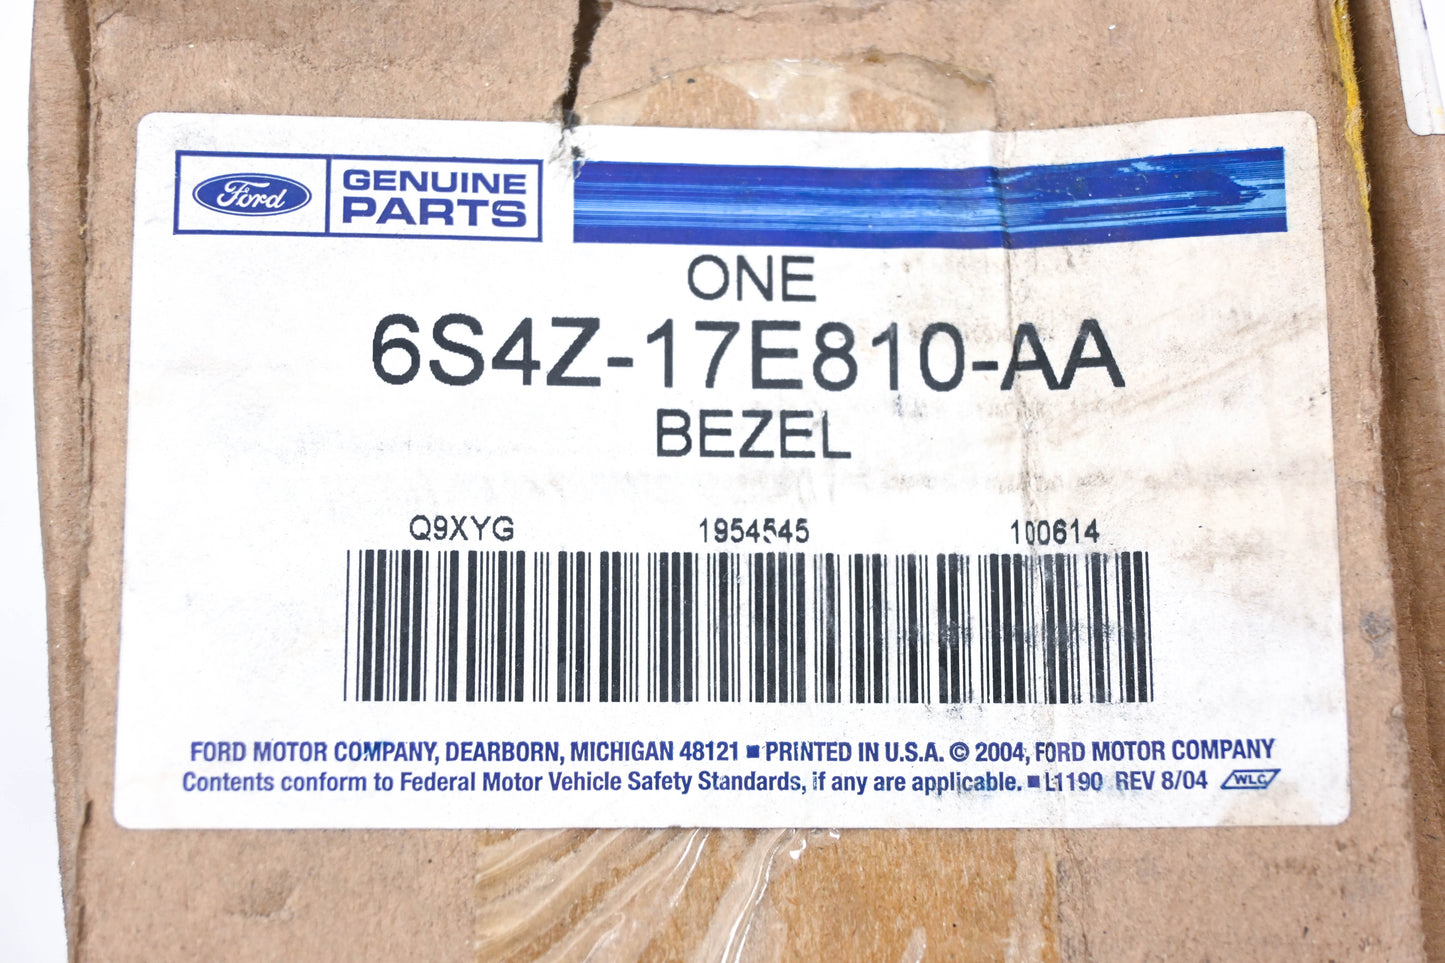 Ford GENUINE
PARTS
ONE
6S4Z-17E810-AA
BEZEL
Q9XYG 1954545 100614
FORD MOTOR COMPANY, DEARBORN, MICHIGAN 48121 ■ PRINTED IN U.S.A. © 2004, FORD MOTOR COMPANY
Contents conform to Federal Motor Vehicle Safety Standards, if any are applicable. ■ L1190 REV 8/04 WLC